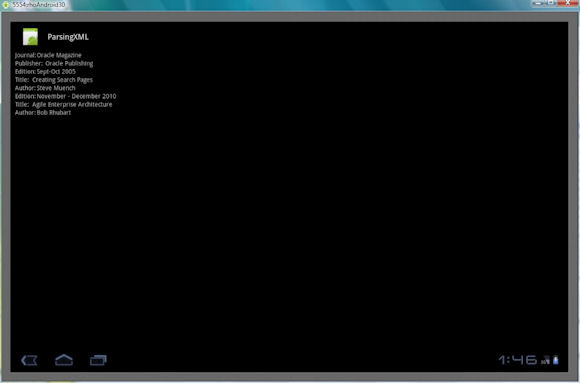 5554:rhoAndroid30
ParsingXML
Journal:Oracle Magazine
Publisher: Oracle Publishing
Edition:Sept-Oct 2005
Title: Creating Search Pages
Author:Steve Muench
Edition:November - December 2010
Title: Agile Enterprise Architecture
Author:Bob Rhubart
1:46